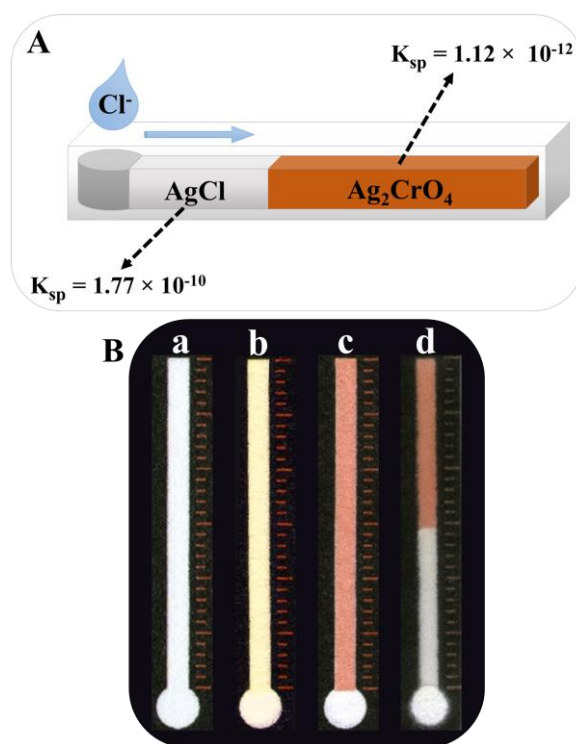 A
Kₛₚ = 1.12 × 10⁻¹²
Cl⁻
AgCl
Ag₂CrO₄
Kₛₚ = 1.77 × 10⁻¹⁰
B
a b c d